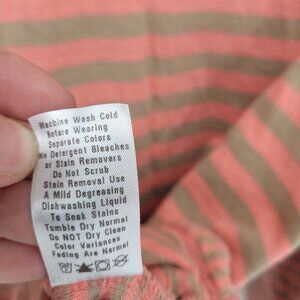 Machine Wash Cold
Before Wearing
Separate Colors
No Detergent Bleaches
or Stain Removers
Do Not Scrub
Stain Removal Use
A Mild Degreasing
Dishwashing Liquid
To Soak Stains
Tumble Dry Normal
Do NOT Dry Clean
Color Variances
Fading Are Normal